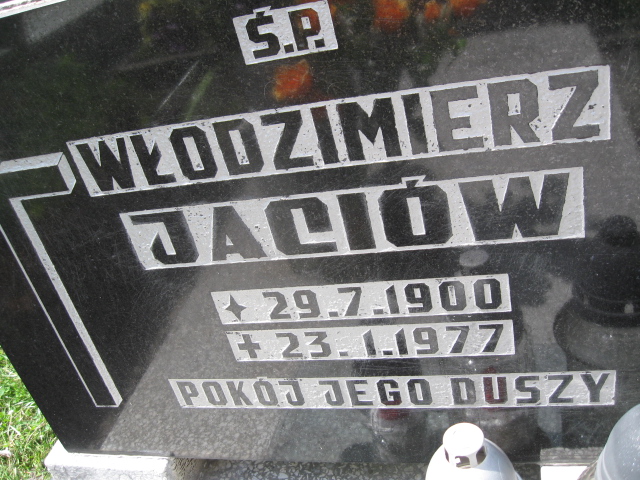 Ś.P.
WŁODZIMIERZ
JACIÓW
✦ 29.7.1900
✝ 23.1.1977
POKÓJ JEGO DUSZY